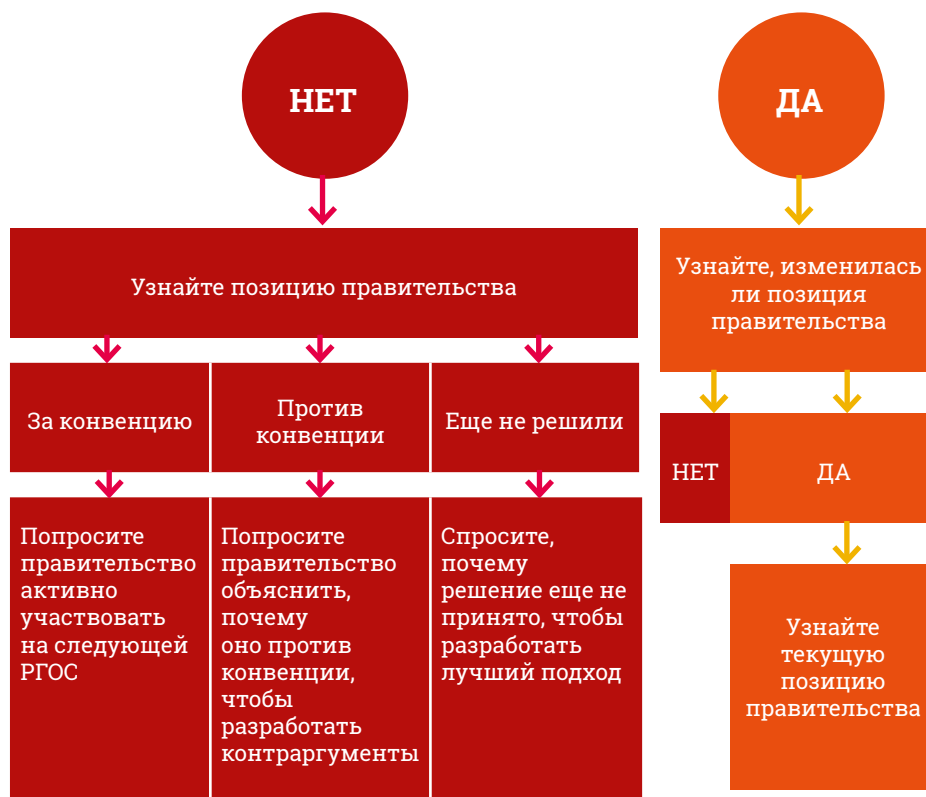 НЕТ
Узнайте позицию правительства
За конвенцию
Против
конвенции
Еще не решили
Попросите
правительство
активно
участвовать
на следующей
РГОС
Попросите
правительство
объяснить,
почему
оно против
конвенции,
чтобы
разработать
контраргументы
Спросите,
почему
решение еще не
принято, чтобы
разработать
лучший подход
ДА
Узнайте, изменилась
ли позиция
правительства
НЕТ
ДА
Узнайте
текущую
позицию
правительства